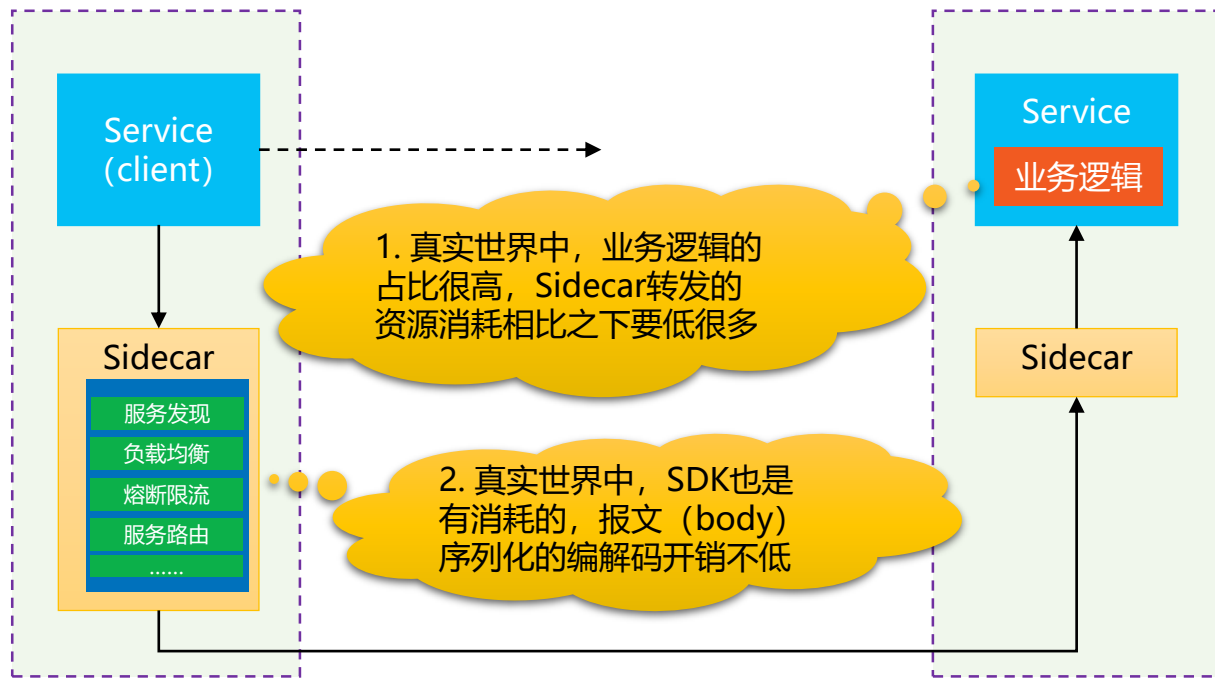 Service
(client)
Service
业务逻辑
1. 真实世界中，业务逻辑的
占比很高，Sidecar转发的
资源消耗相比之下要低很多
Sidecar
服务发现
负载均衡
熔断限流
服务路由
......
Sidecar
2. 真实世界中，SDK也是
有消耗的，报文（body）
序列化的编解码开销不低